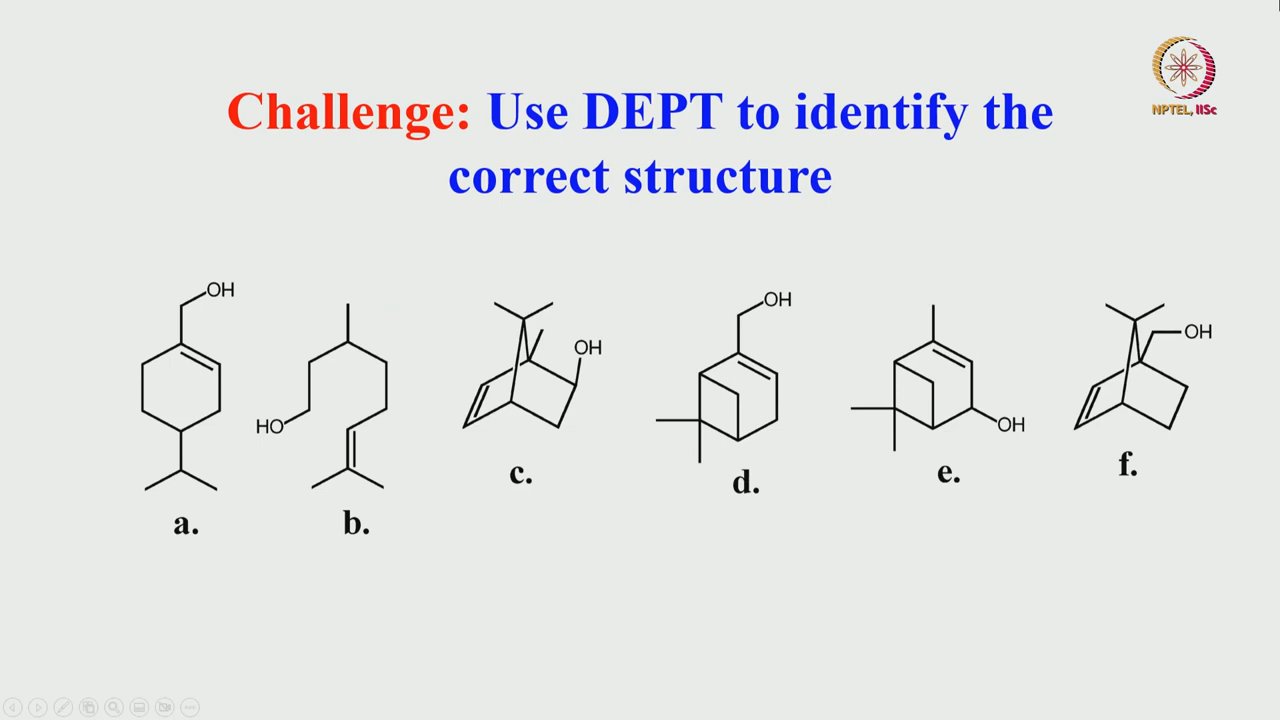 NPTEL, IISc
Challenge: Use DEPT to identify the
correct structure
OH
HO
OH
OH
OH
OH
a.
b.
c.
d.
e.
f.